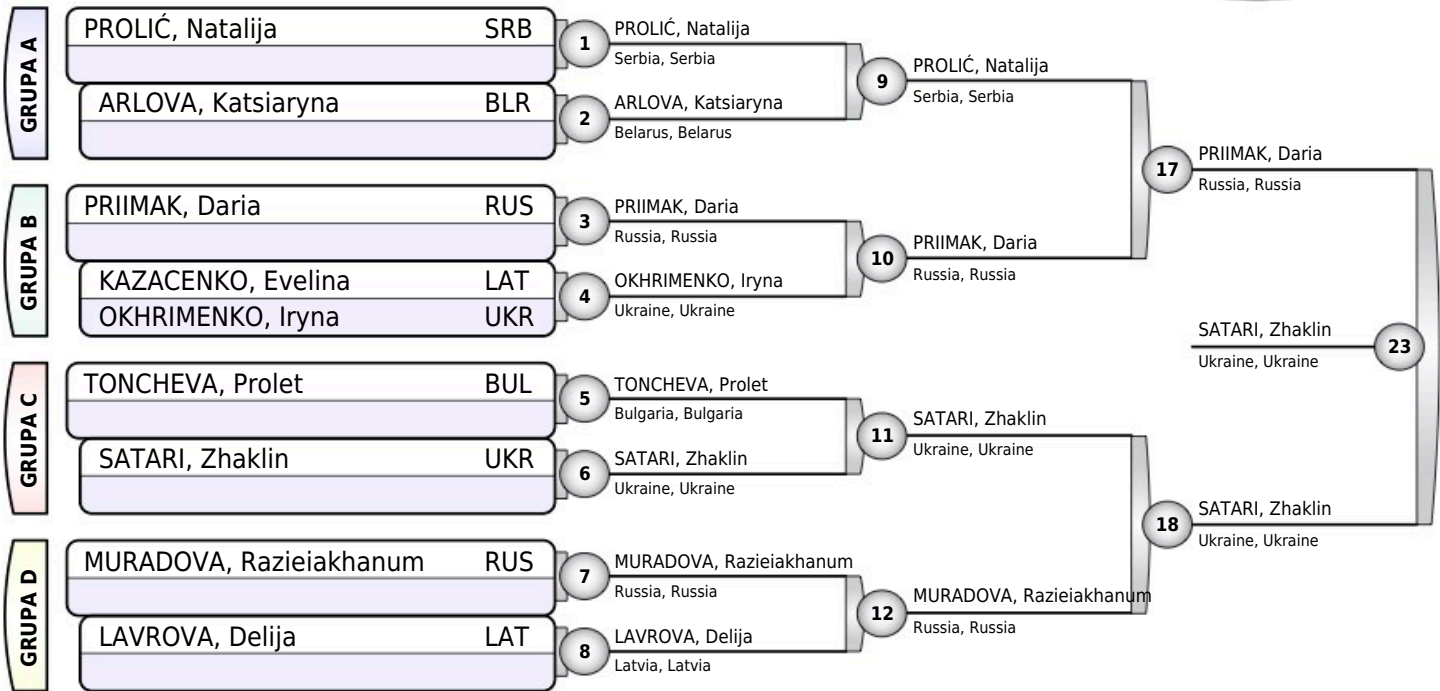 GRUPA A
PROLIĆ, Natalija SRB
ARLOVA, Katsiaryna BLR
GRUPA B
PRIIMAK, Daria RUS
KAZACENKO, Evelina LAT
OKHRIMENKO, Iryna UKR
GRUPA C
TONCHEVA, Prolet BUL
SATARI, Zhaklin UKR
GRUPA D
MURADOVA, Razieiakhanum RUS
LAVROVA, Delija LAT
1 PROLIĆ, Natalija
Serbia, Serbia
2 ARLOVA, Katsiaryna
Belarus, Belarus
3 PRIIMAK, Daria
Russia, Russia
4 OKHRIMENKO, Iryna
Ukraine, Ukraine
5 TONCHEVA, Prolet
Bulgaria, Bulgaria
6 SATARI, Zhaklin
Ukraine, Ukraine
7 MURADOVA, Razieiakhanum
Russia, Russia
8 LAVROVA, Delija
Latvia, Latvia
9 PROLIĆ, Natalija
Serbia, Serbia
10 PRIIMAK, Daria
Russia, Russia
11 SATARI, Zhaklin
Ukraine, Ukraine
12 MURADOVA, Razieiakhanum
Russia, Russia
17 PRIIMAK, Daria
Russia, Russia
18 SATARI, Zhaklin
Ukraine, Ukraine
SATARI, Zhaklin 23
Ukraine, Ukraine